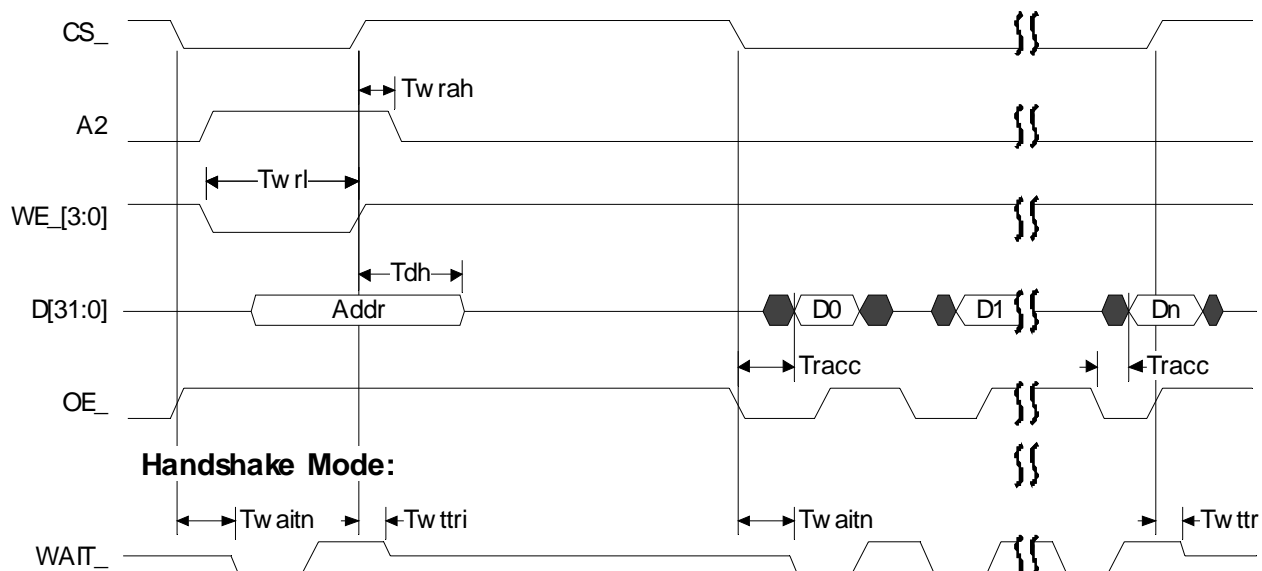 CS_
Tw rah
A2
Tw rl
WE_[3:0]
Tdh
D[31:0]
Addr
D0
D1
Dn
Tracc
Tracc
OE_
Handshake Mode:
Tw aitn
Tw ttri
Tw aitn
Tw ttr
WAIT_